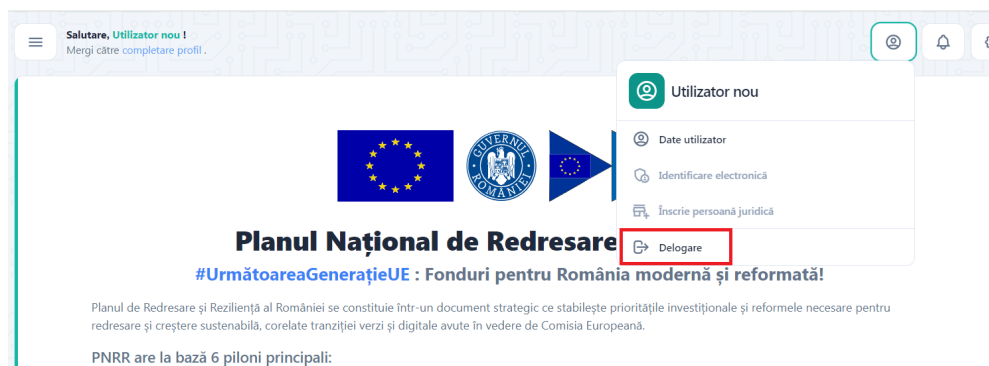 Salutare, Utilizator nou !
Mergi către completare profil .
Utilizator nou
Date utilizator
Identificare electronică
Înscrie persoană juridică
Delogare
GUVERNUL ROMÂNIEI
Planul Național de Redresare
#UrmătoareaGenerațieUE : Fonduri pentru România modernă și reformată!
Planul de Redresare și Reziliență al României se constituie într-un document strategic ce stabilește prioritățile investiționale și reformele necesare pentru
redresare și creștere sustenabilă, corelate tranziției verzi și digitale avute în vedere de Comisia Europeană.
PNRR are la bază 6 piloni principali: